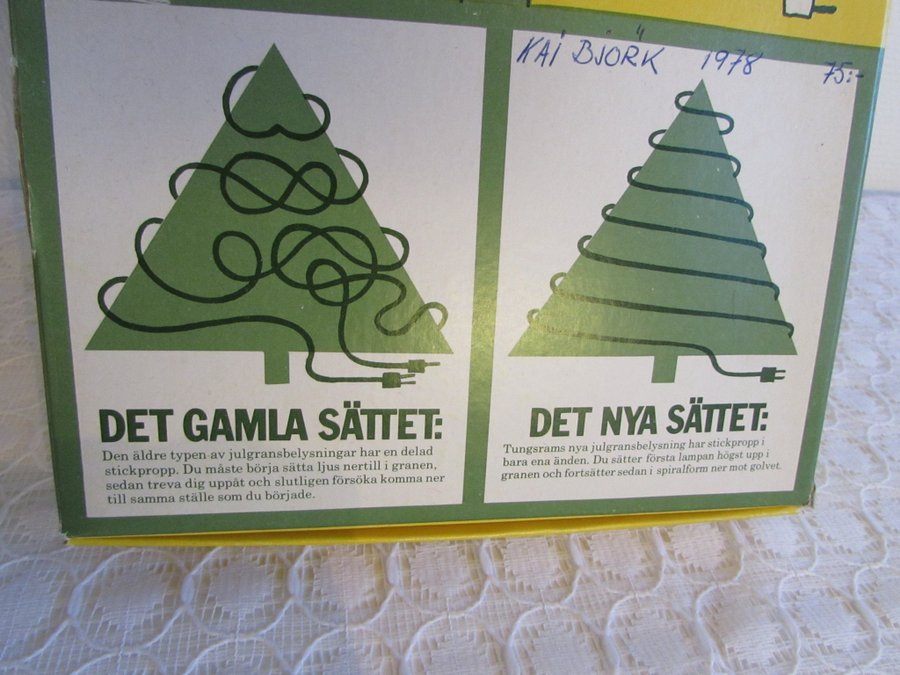 KAI BJÖRK 1978 75:-
DET GAMLA SÄTTET:
Den äldre typen av julgransbelysningar har en delad
stickpropp. Du måste börja sätta ljus nertill i granen,
sedan treva dig uppåt och slutligen försöka komma ner
till samma ställe som du började.
DET NYA SÄTTET:
Tungsrams nya julgransbelysning har stickpropp i
bara ena änden. Du sätter första lampan högst upp i
granen och fortsätter sedan i spiralform ner mot golvet.